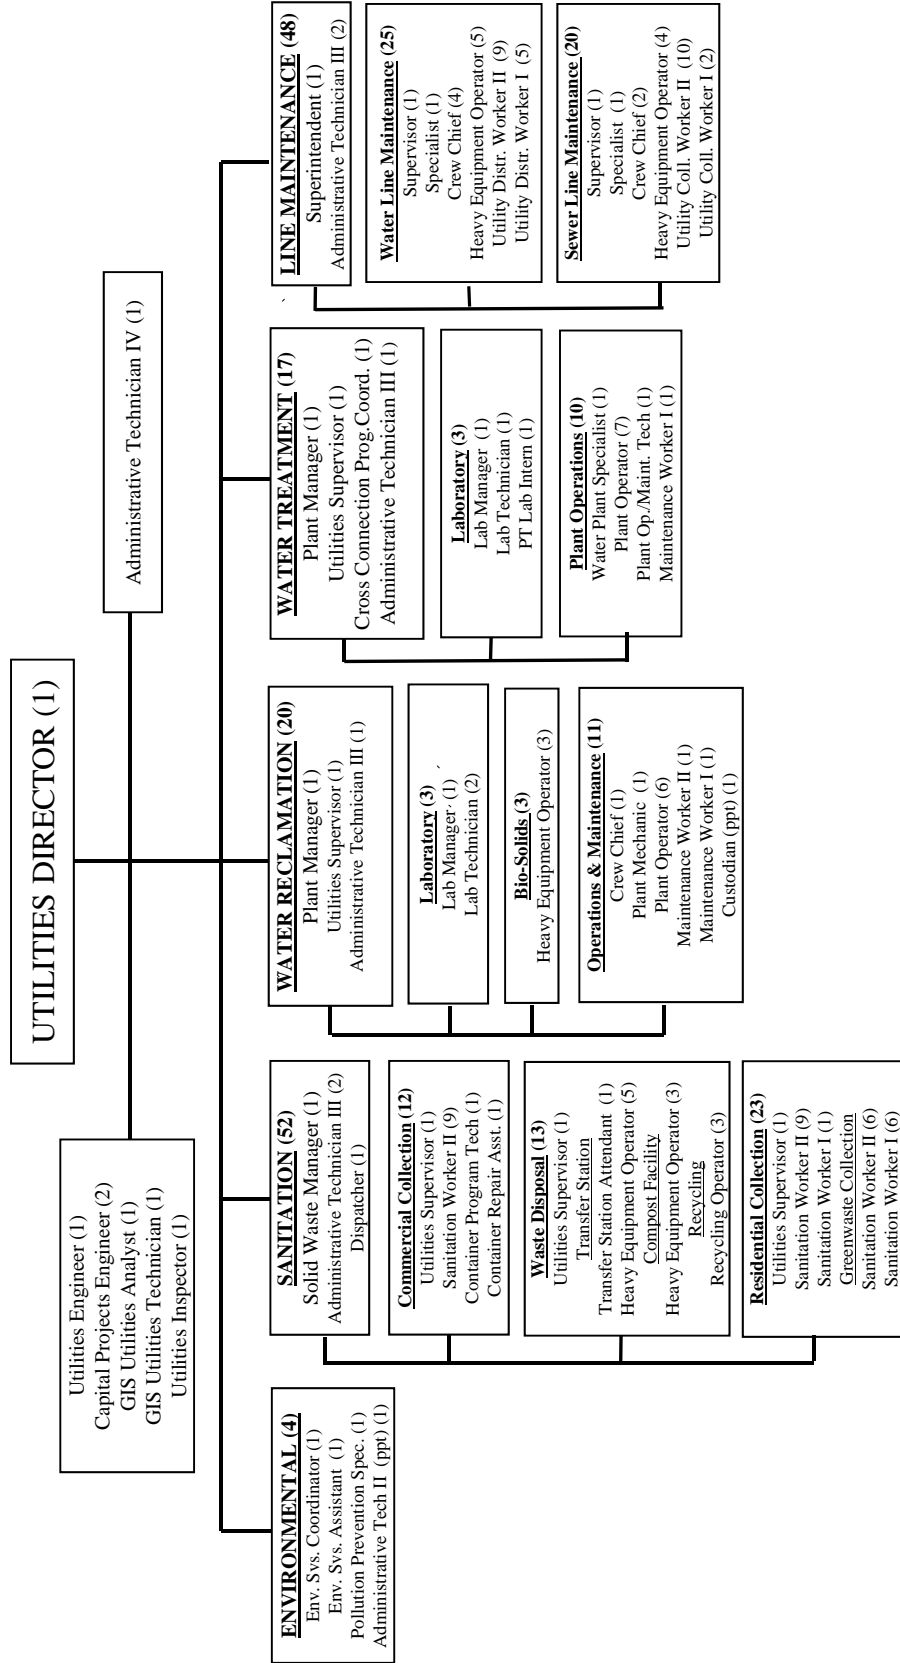 UTILITIES DIRECTOR (1)
Utilities Engineer (1)
Capital Projects Engineer (2)
GIS Utilities Analyst (1)
GIS Utilities Technician (1)
Utilities Inspector (1)
Administrative Technician IV (1)
ENVIRONMENTAL (4)
Env. Svs. Coordinator (1)
Env. Svs. Assistant (1)
Pollution Prevention Spec. (1)
Administrative Tech II (ppt) (1)
SANITATION (52)
Solid Waste Manager (1)
Administrative Technician III (2)
Dispatcher (1)
Commercial Collection (12)
Utilities Supervisor (1)
Sanitation Worker II (9)
Container Program Tech (1)
Container Repair Asst. (1)
Waste Disposal (13)
Utilities Supervisor (1)
Transfer Station
Transfer Station Attendant (1)
Heavy Equipment Operator (5)
Compost Facility
Heavy Equipment Operator (3)
Recycling
Recycling Operator (3)
Residential Collection (23)
Utilities Supervisor (1)
Sanitation Worker II (9)
Sanitation Worker I (1)
Greenwaste Collection
Sanitation Worker II (6)
Sanitation Worker I (6)
WATER RECLAMATION (20)
Plant Manager (1)
Utilities Supervisor (1)
Administrative Technician III (1)
Laboratory (3)
Lab Manager (1)
Lab Technician (2)
Bio-Solids (3)
Heavy Equipment Operator (3)
Operations & Maintenance (11)
Crew Chief (1)
Plant Mechanic (1)
Plant Operator (6)
Maintenance Worker II (1)
Maintenance Worker I (1)
Custodian (ppt) (1)
WATER TREATMENT (17)
Plant Manager (1)
Utilities Supervisor (1)
Cross Connection Prog.Coord. (1)
Administrative Technician III (1)
Laboratory (3)
Lab Manager (1)
Lab Technician (1)
PT Lab Intern (1)
Plant Operations (10)
Water Plant Specialist (1)
Plant Operator (7)
Plant Op./Maint. Tech (1)
Maintenance Worker I (1)
LINE MAINTENANCE (48)
Superintendent (1)
Administrative Technician III (2)
Water Line Maintenance (25)
Supervisor (1)
Specialist (1)
Crew Chief (4)
Heavy Equipment Operator (5)
Utility Distr. Worker II (9)
Utility Distr. Worker I (5)
Sewer Line Maintenance (20)
Supervisor (1)
Specialist (1)
Crew Chief (2)
Heavy Equipment Operator (4)
Utility Coll. Worker II (10)
Utility Coll. Worker I (2)